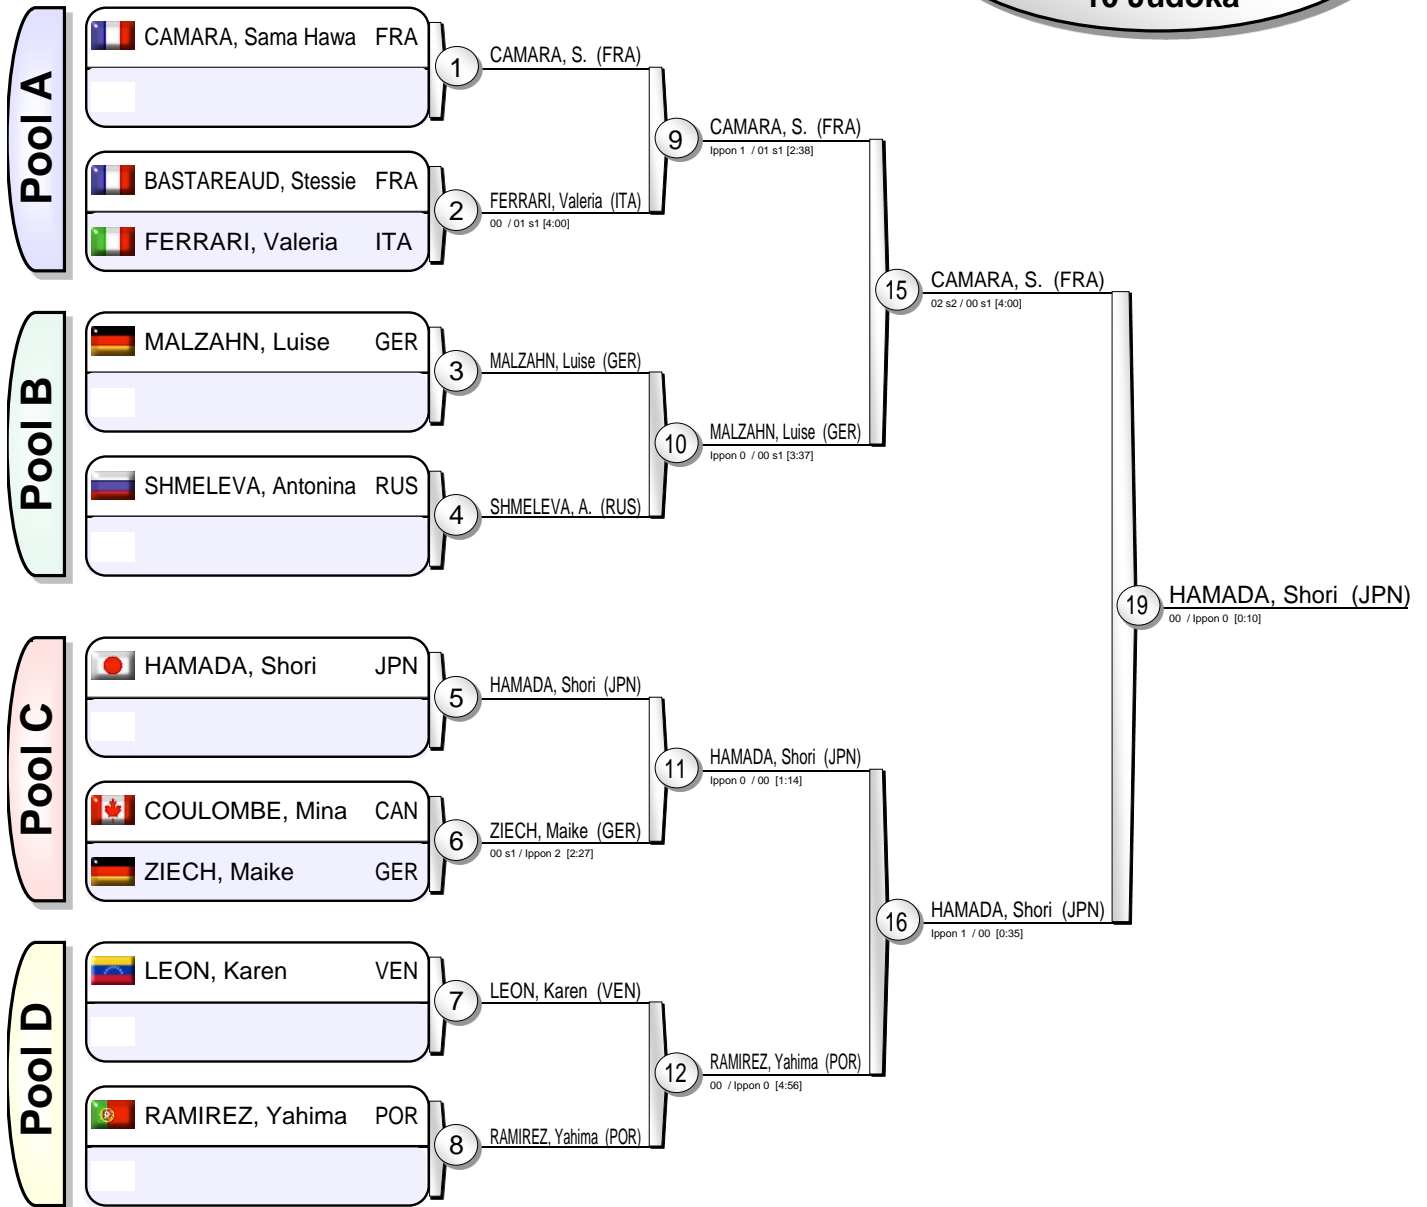 10 Judoka
Pool A
CAMARA, Sama Hawa FRA
1
CAMARA, S. (FRA)
BASTAREAUD, Stessie FRA
FERRARI, Valeria ITA
2
FERRARI, Valeria (ITA)
00 / 01 s1 [4:00]
9
CAMARA, S. (FRA)
Ippon 1 / 01 s1 [2:38]
Pool B
MALZAHN, Luise GER
3
MALZAHN, Luise (GER)
SHMELEVA, Antonina RUS
4
SHMELEVA, A. (RUS)
10
MALZAHN, Luise (GER)
Ippon 0 / 00 s1 [3:37]
15
CAMARA, S. (FRA)
02 s2 / 00 s1 [4:00]
Pool C
HAMADA, Shori JPN
5
HAMADA, Shori (JPN)
COULOMBE, Mina CAN
ZIECH, Maike GER
6
ZIECH, Maike (GER)
00 s1 / Ippon 2 [2:27]
11
HAMADA, Shori (JPN)
Ippon 0 / 00 [1:14]
Pool D
LEON, Karen VEN
7
LEON, Karen (VEN)
RAMIREZ, Yahima POR
8
RAMIREZ, Yahima (POR)
12
RAMIREZ, Yahima (POR)
00 / Ippon 0 [4:56]
16
HAMADA, Shori (JPN)
Ippon 1 / 00 [0:35]
19
HAMADA, Shori (JPN)
00 / Ippon 0 [0:10]